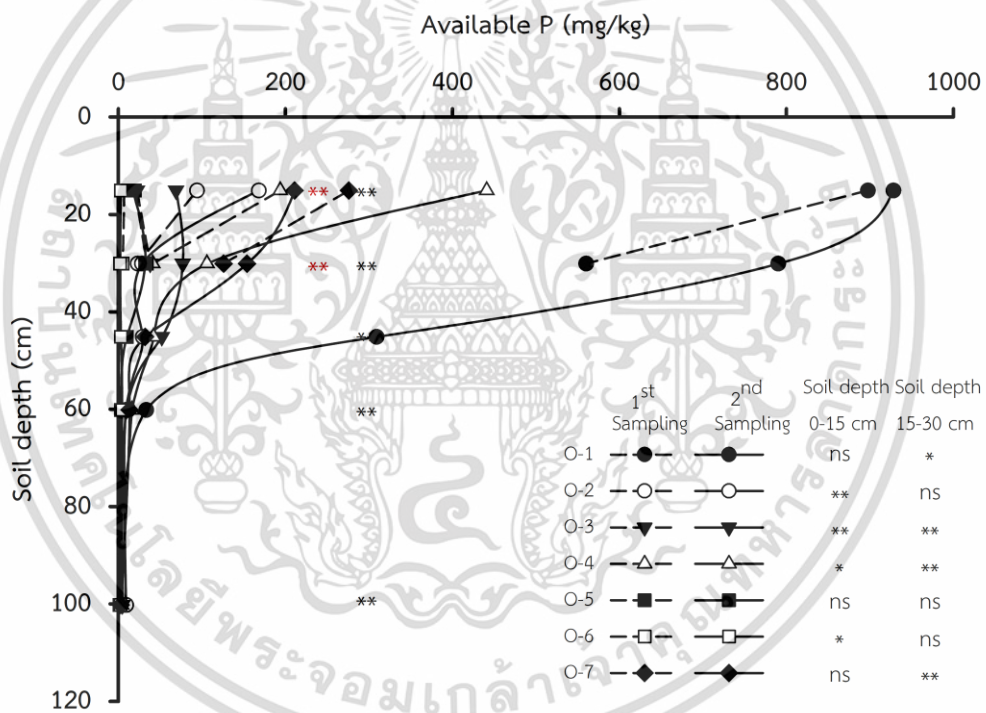 Available P (mg/kg)
0 200 400 600 800 1000
0
20
40
60
80
100
120
Soil depth (cm)
** **
** **
*
**
**
1st Sampling 2nd Sampling Soil depth 0-15 cm Soil depth 15-30 cm
O-1 ns *
O-2 ** ns
O-3 ** **
O-4 * **
O-5 ns ns
O-6 * ns
O-7 ns **